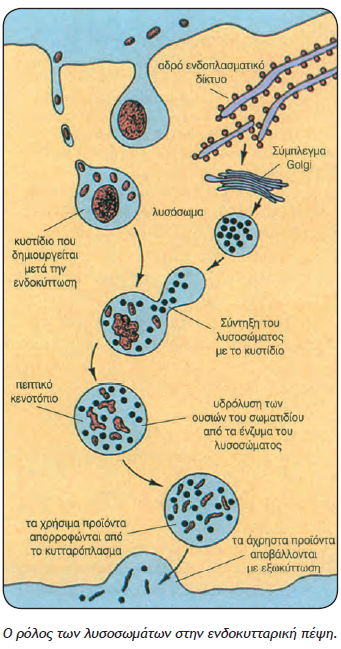 αδρό ενδοπλασματικό
δίκτυο
Σύμπλεγμα
Golgi
λυσόσωμα
κυστίδιο που
δημιουργείται
μετά την
ενδοκύττωση
Σύντηξη του
λυσοσώματος
με το κυστίδιο
πεπτικό
κενοτόπιο
υδρόλυση των
ουσιών του σωματιδίου
από τα ένζυμα του
λυσοσώματος
τα χρήσιμα προϊόντα
απορροφώνται από
το κυτταρόπλασμα
τα άχρηστα προϊόντα
αποβάλλονται
με εξωκύττωση
Ο ρόλος των λυσοσωμάτων στην ενδοκυτταρική πέψη.